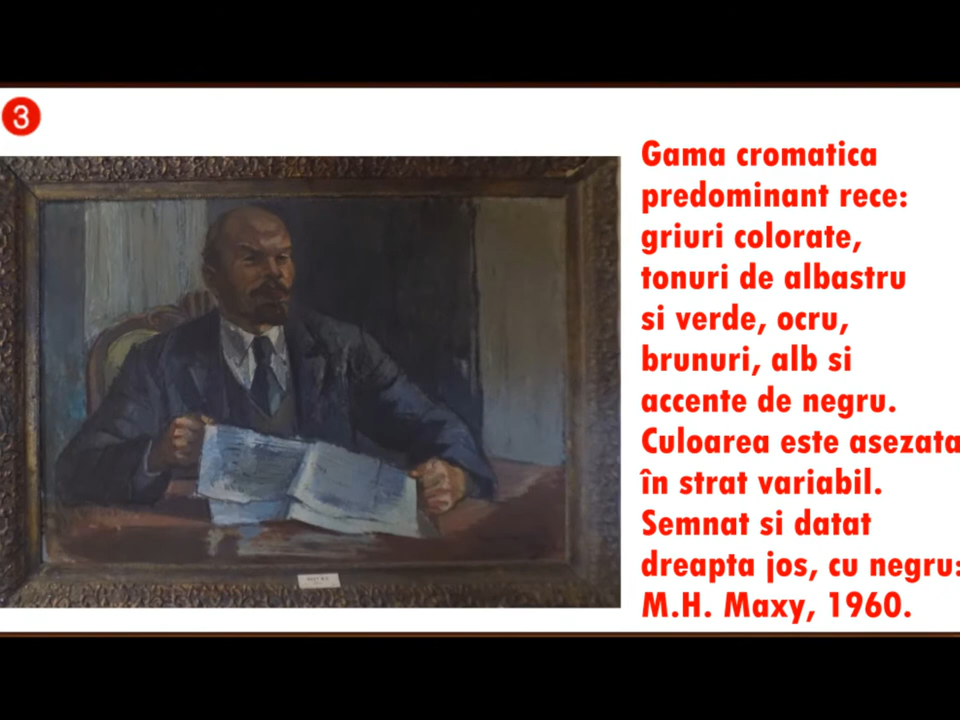 3
Gama cromatica
predominant rece:
griuri colorate,
tonuri de albastru
si verde, ocru,
brunuri, alb si
accente de negru.
Culoarea este asezata
în strat variabil.
Semnat si datat
dreapta jos, cu negru:
M.H. Maxy, 1960.